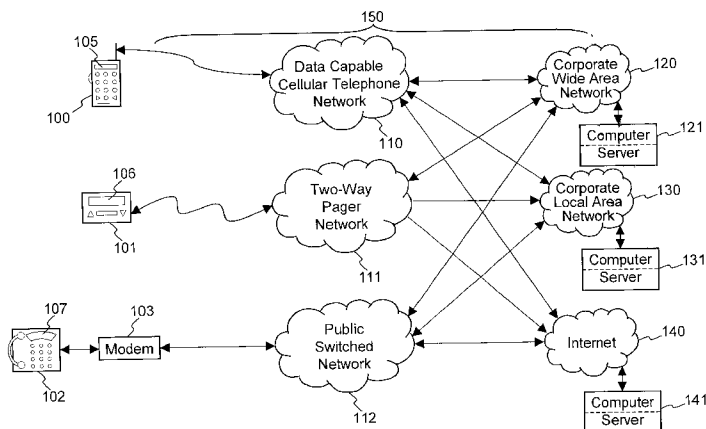 150
105
100
Data Capable
Cellular Telephone
Network
110
Corporate
Wide Area
Network
120
Computer
Server
121
106
101
Two-Way
Pager
Network
111
Corporate
Local Area
Network
130
Computer
Server
131
107
102
103
Modem
Public
Switched
Network
112
Internet
140
Computer
Server
141